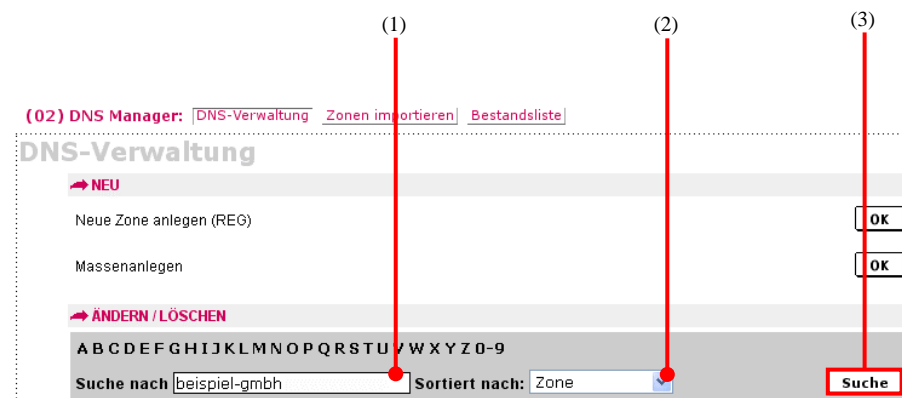 (1) (2) (3)
(02) DNS Manager: DNS-Verwaltung Zonen importieren Bestandsliste
DNS-Verwaltung
NEU
Neue Zone anlegen (REG) OK
Massenanlegen OK
ÄNDERN / LÖSCHEN
A B C D E F G H I J K L M N O P Q R S T U V W X Y Z 0-9
Suche nach beispiel-gmbh Sortiert nach: Zone Suche